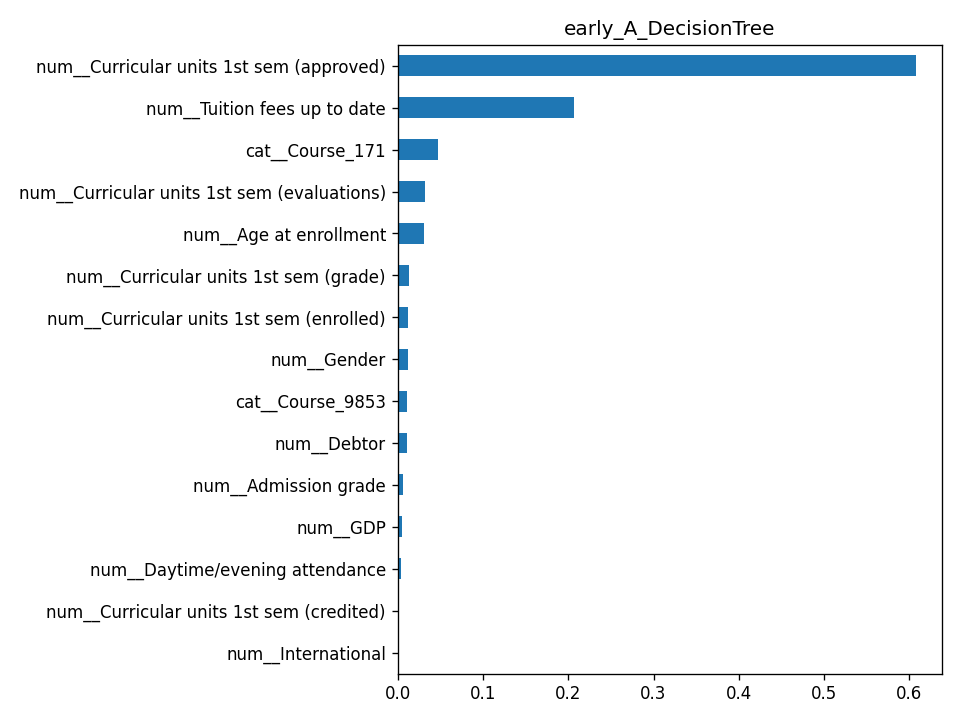 early_A_DecisionTree
num__Curricular units 1st sem (approved)
num__Tuition fees up to date
cat__Course_171
num__Curricular units 1st sem (evaluations)
num__Age at enrollment
num__Curricular units 1st sem (grade)
num__Curricular units 1st sem (enrolled)
num__Gender
cat__Course_9853
num__Debtor
num__Admission grade
num__GDP
num__Daytime/evening attendance
num__Curricular units 1st sem (credited)
num__International
0.0 0.1 0.2 0.3 0.4 0.5 0.6